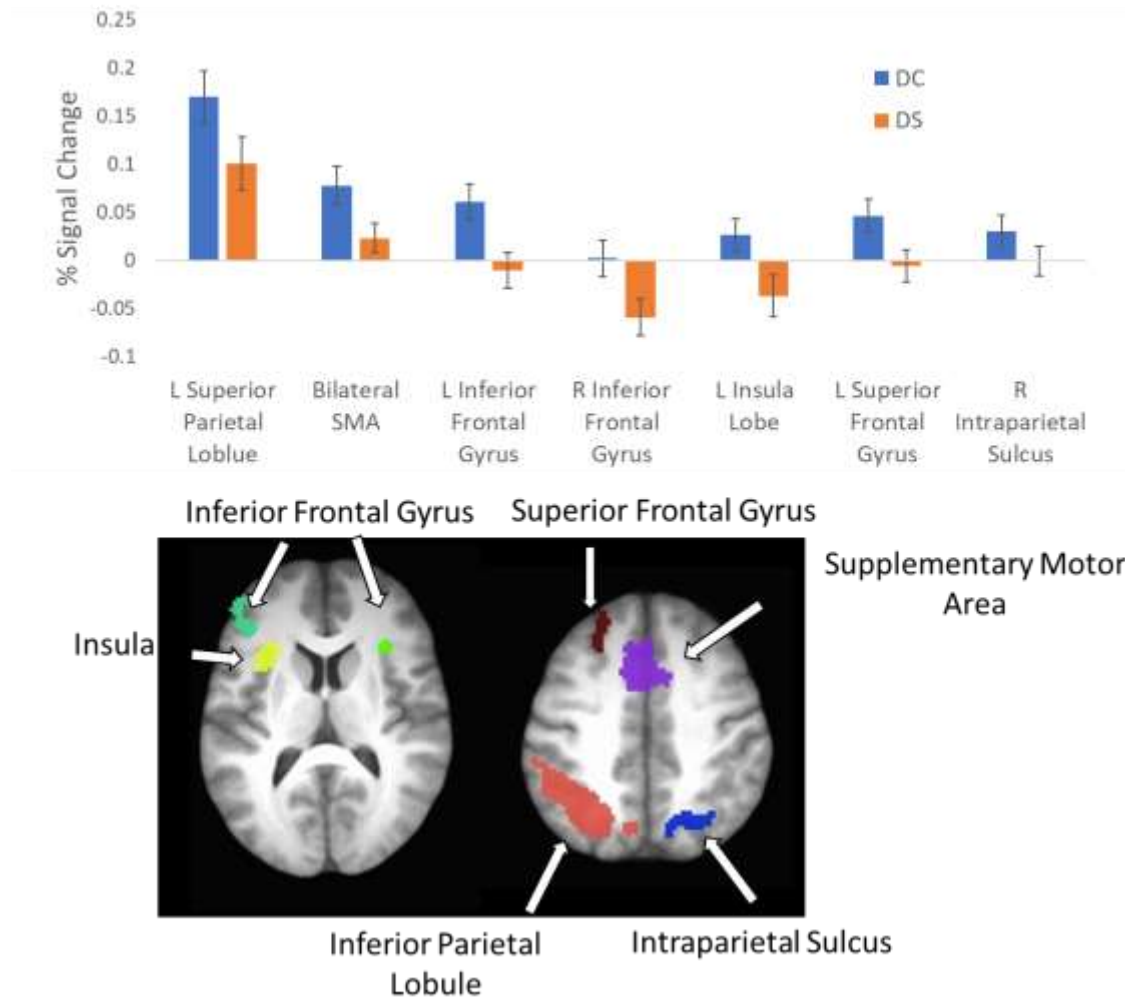 0.25
0.2
0.15
0.1
0.05
0
-0.05
-0.1
% Signal Change
DC
DS
L Superior
Parietal
Loblue
Bilateral
SMA
L Inferior
Frontal
Gyrus
R Inferior
Frontal
Gyrus
L Insula
Lobe
L Superior
Frontal
Gyrus
R
Intraparietal
Sulcus
Inferior Frontal Gyrus
Superior Frontal Gyrus
Supplementary Motor
Area
Insula
Inferior Parietal
Lobule
Intraparietal Sulcus